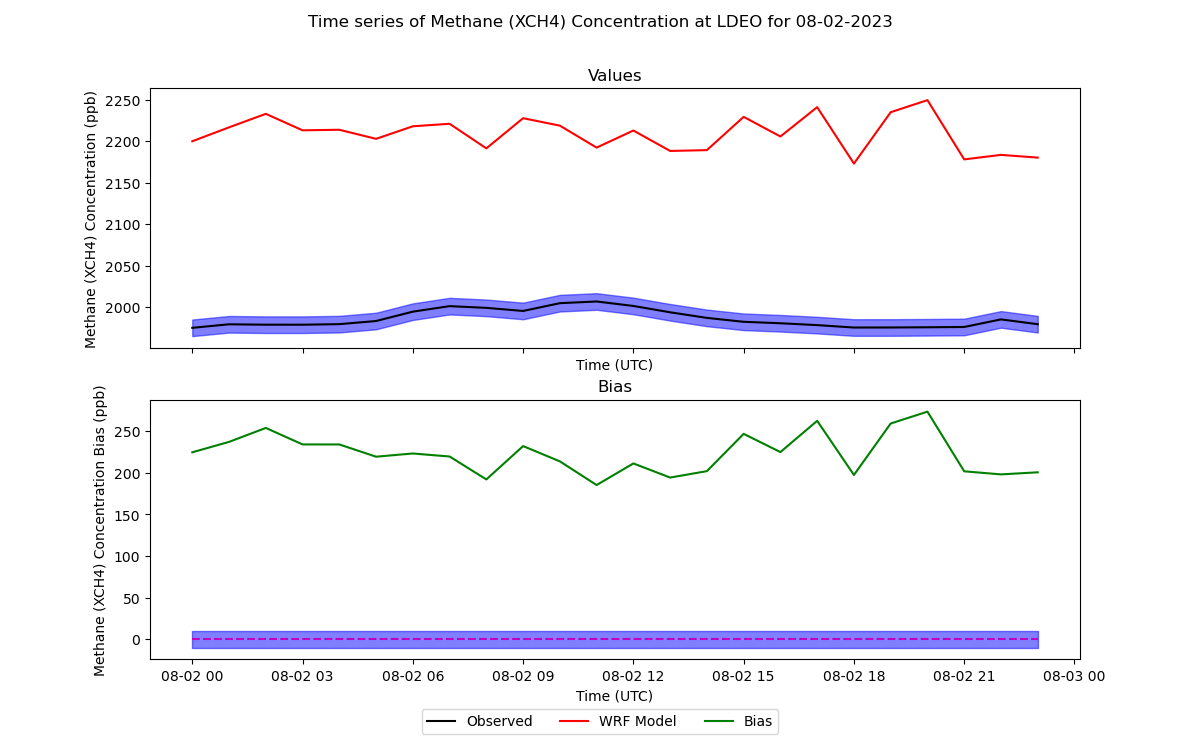 Time series of Methane (XCH4) Concentration at LDEO for 08-02-2023
Values
Methane (XCH4) Concentration (ppb)
2250
2200
2150
2100
2050
2000
Time (UTC)
Bias
Methane (XCH4) Concentration Bias (ppb)
250
200
150
100
50
0
08-02 00 08-02 03 08-02 06 08-02 09 08-02 12 08-02 15 08-02 18 08-02 21 08-03 00
Time (UTC)
Observed WRF Model Bias